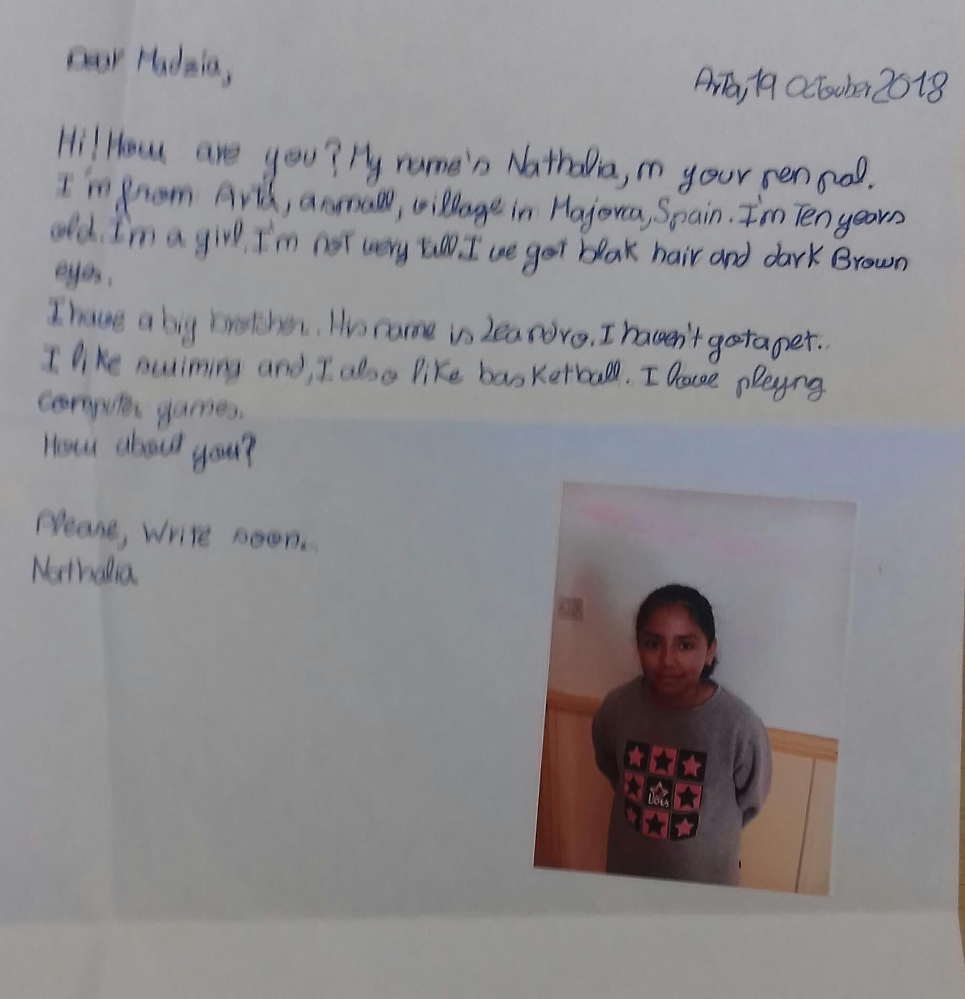 Dear Madzia,
Arta, 19 Octouber 2018
Hi! How are you? My name's Nathalia, m your pen pal.
I'm from Artà, a small, village in Majorca, Spain. I'm Ten years
old. I'm a girl. I'm not very tall. I ve got blak hair and dark Brown
eyes.
I have a big brother. His name is Leandro. I haven't got a pet.
I like swiming and, I also like basketball. I love pleyng
computer games.
How about you?
Please, write soon.
Nathalia
Lois